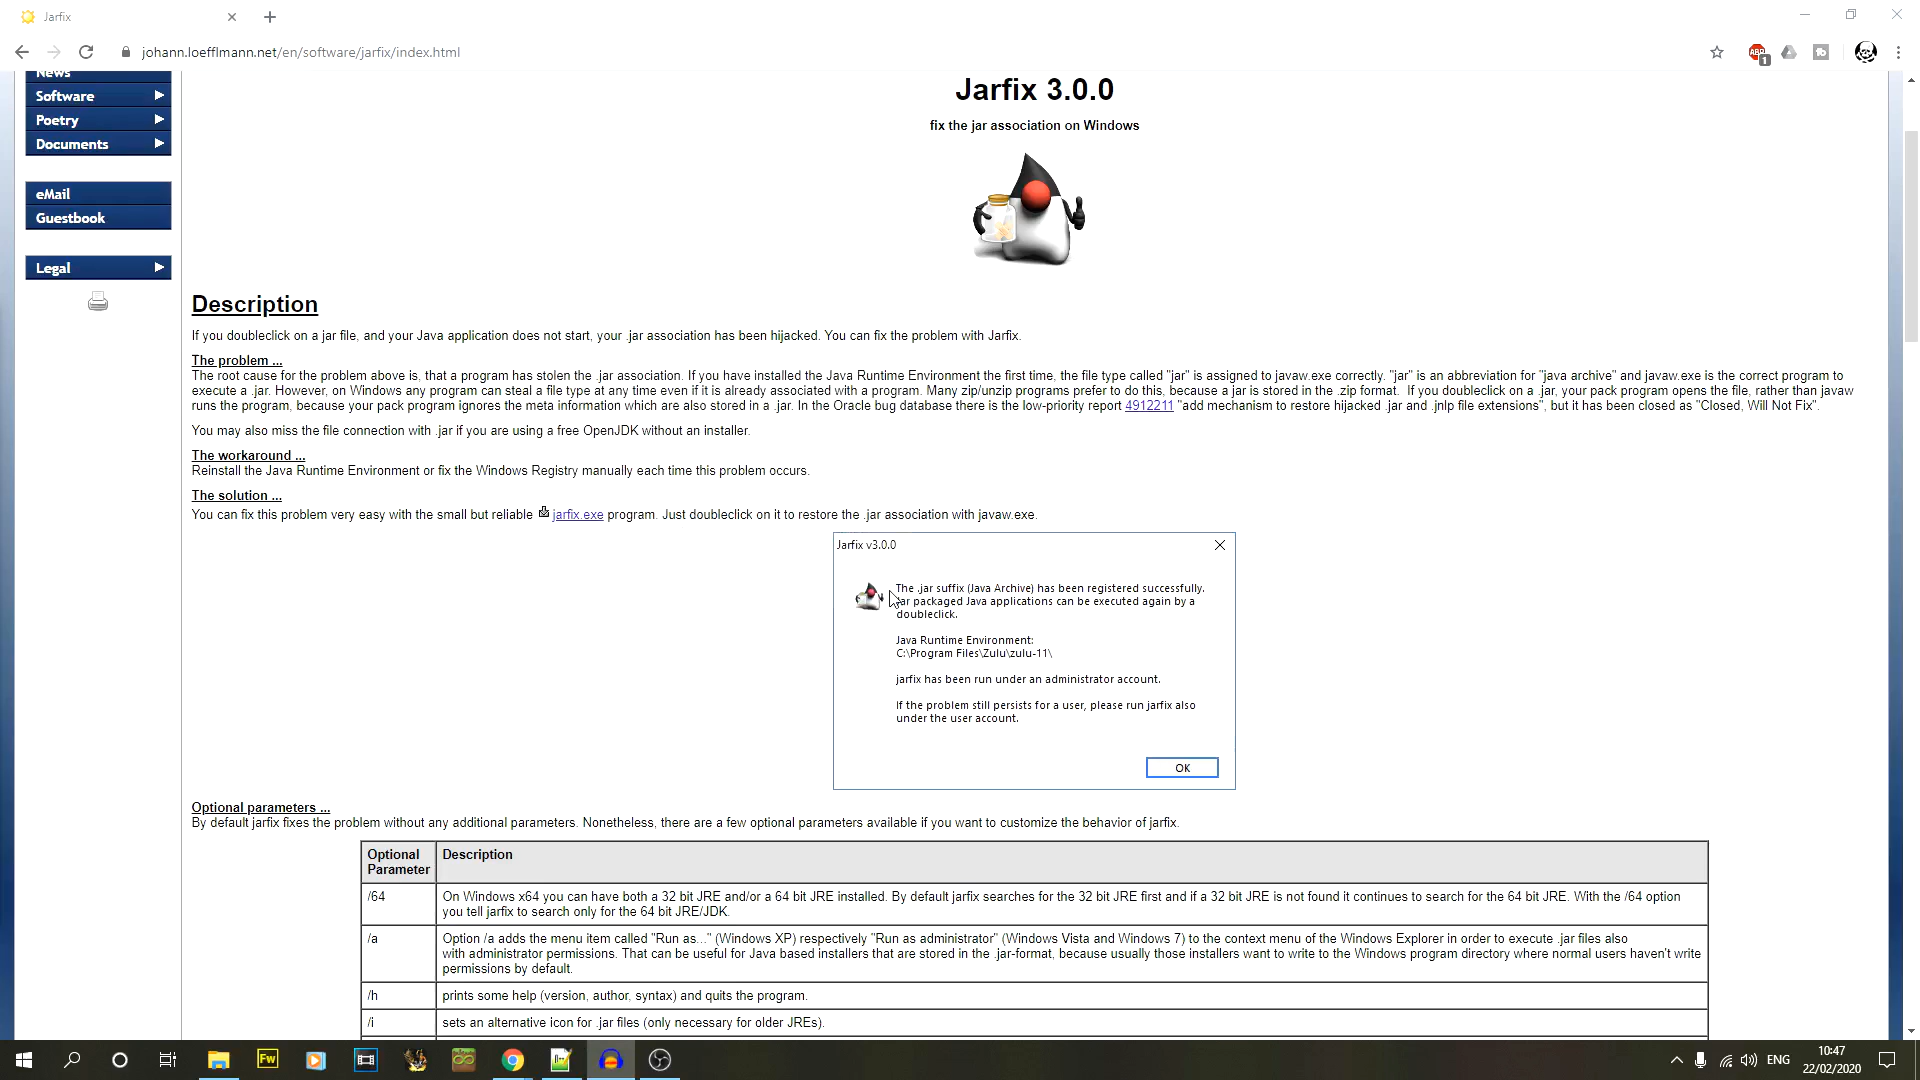 Jarfix
johann.loefflmann.net/en/software/jarfix/index.html
ABP
1
News
Software
Poetry
Documents
eMail
Guestbook
Legal
Jarfix 3.0.0
fix the jar association on Windows
Description
If you doubleclick on a jar file, and your Java application does not start, your .jar association has been hijacked. You can fix the problem with Jarfix.
The problem ...
The root cause for the problem above is, that a program has stolen the .jar association. If you have installed the Java Runtime Environment the first time, the file type called "jar" is assigned to javaw.exe correctly. "jar" is an abbreviation for "java archive" and javaw.exe is the correct program to
execute a .jar. However, on Windows any program can steal a file type at any time even if it is already associated with a program. Many zip/unzip programs prefer to do this, because a jar is stored in the .zip format. If you doubleclick on a .jar, your pack program opens the file, rather than javaw
runs the program, because your pack program ignores the meta information which are also stored in a .jar. In the Oracle bug database there is the low-priority report 4912211 "add mechanism to restore hijacked .jar and .jnlp file extensions", but it has been closed as "Closed, Will Not Fix".
You may also miss the file connection with .jar if you are using a free OpenJDK without an installer.
The workaround ...
Reinstall the Java Runtime Environment or fix the Windows Registry manually each time this problem occurs.
The solution ...
You can fix this problem very easy with the small but reliable jarfix.exe program. Just doubleclick on it to restore the .jar association with javaw.exe.
Jarfix v3.0.0
The .jar suffix (Java Archive) has been registered successfully.
Jar packaged Java applications can be executed again by a
doubleclick.
Java Runtime Environment:
C:\Program Files\Zulu\zulu-11\
jarfix has been run under an administrator account.
If the problem still persists for a user, please run jarfix also
under the user account.
OK
Optional parameters ...
By default jarfix fixes the problem without any additional parameters. Nonetheless, there are a few optional parameters available if you want to customize the behavior of jarfix.
Optional
Parameter
Description
/64
On Windows x64 you can have both a 32 bit JRE and/or a 64 bit JRE installed. By default jarfix searches for the 32 bit JRE first and if a 32 bit JRE is not found it continues to search for the 64 bit JRE. With the /64 option
you tell jarfix to search only for the 64 bit JRE/JDK.
/a
Option /a adds the menu item called "Run as..." (Windows XP) respectively "Run as administrator" (Windows Vista and Windows 7) to the context menu of the Windows Explorer in order to execute .jar files also
with administrator permissions. That can be useful for Java based installers that are stored in the .jar-format, because usually those installers want to write to the Windows program directory where normal users haven't write
permissions by default.
/h
prints some help (version, author, syntax) and quits the program.
/i
sets an alternative icon for .jar files (only necessary for older JREs).
Fw
ENG
10:47
22/02/2020